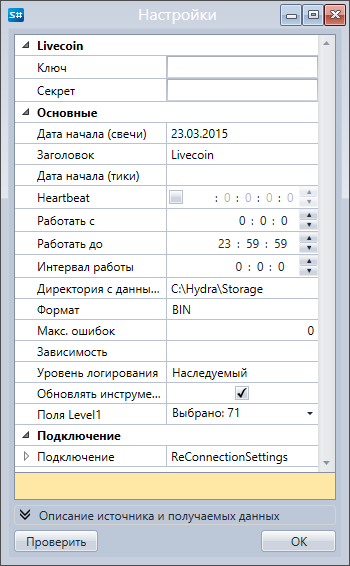 S# Настройки
Livecoin
Ключ
Секрет
Основные
Дата начала (свечи) 23.03.2015
Заголовок Livecoin
Дата начала (тики)
Heartbeat : 0 : 0 : 0 : 0
Работать с 0 : 0 : 0
Работать до 23 : 59 : 59
Интервал работы 0 : 0 : 0
Директория с данны... C:\Hydra\Storage
Формат BIN
Макс. ошибок 0
Зависимость
Уровень логирования Наследуемый
Обновлять инструме...
Поля Level1 Выбрано: 71
Подключение
Подключение ReConnectionSettings
Описание источника и получаемых данных
Проверить OK